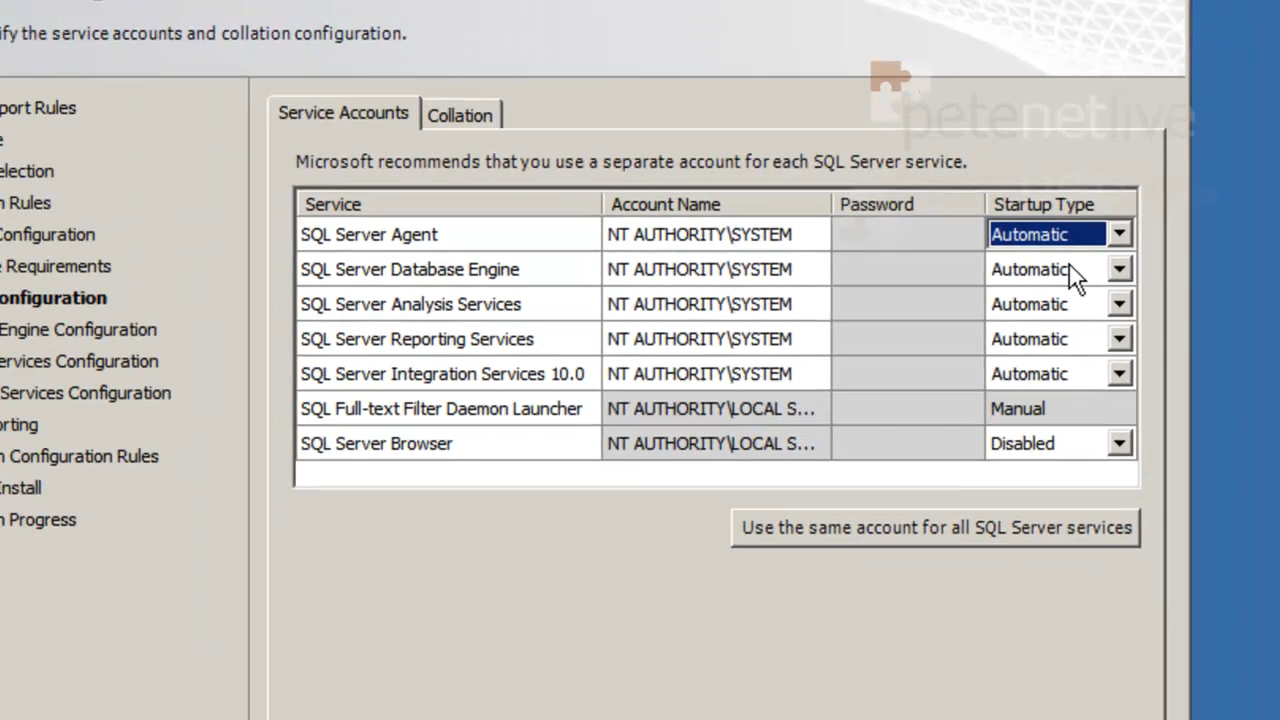 ify the service accounts and collation configuration.
petenetlive
port Rules
e
election
n Rules
Configuration
e Requirements
onfiguration
Engine Configuration
ervices Configuration
Services Configuration
orting
n Configuration Rules
Install
n Progress
Service Accounts Collation
Microsoft recommends that you use a separate account for each SQL Server service.
Service Account Name Password Startup Type
SQL Server Agent NT AUTHORITY\SYSTEM Automatic
SQL Server Database Engine NT AUTHORITY\SYSTEM Automatic
SQL Server Analysis Services NT AUTHORITY\SYSTEM Automatic
SQL Server Reporting Services NT AUTHORITY\SYSTEM Automatic
SQL Server Integration Services 10.0 NT AUTHORITY\SYSTEM Automatic
SQL Full-text Filter Daemon Launcher NT AUTHORITY\LOCAL S... Manual
SQL Server Browser NT AUTHORITY\LOCAL S... Disabled
Use the same account for all SQL Server services